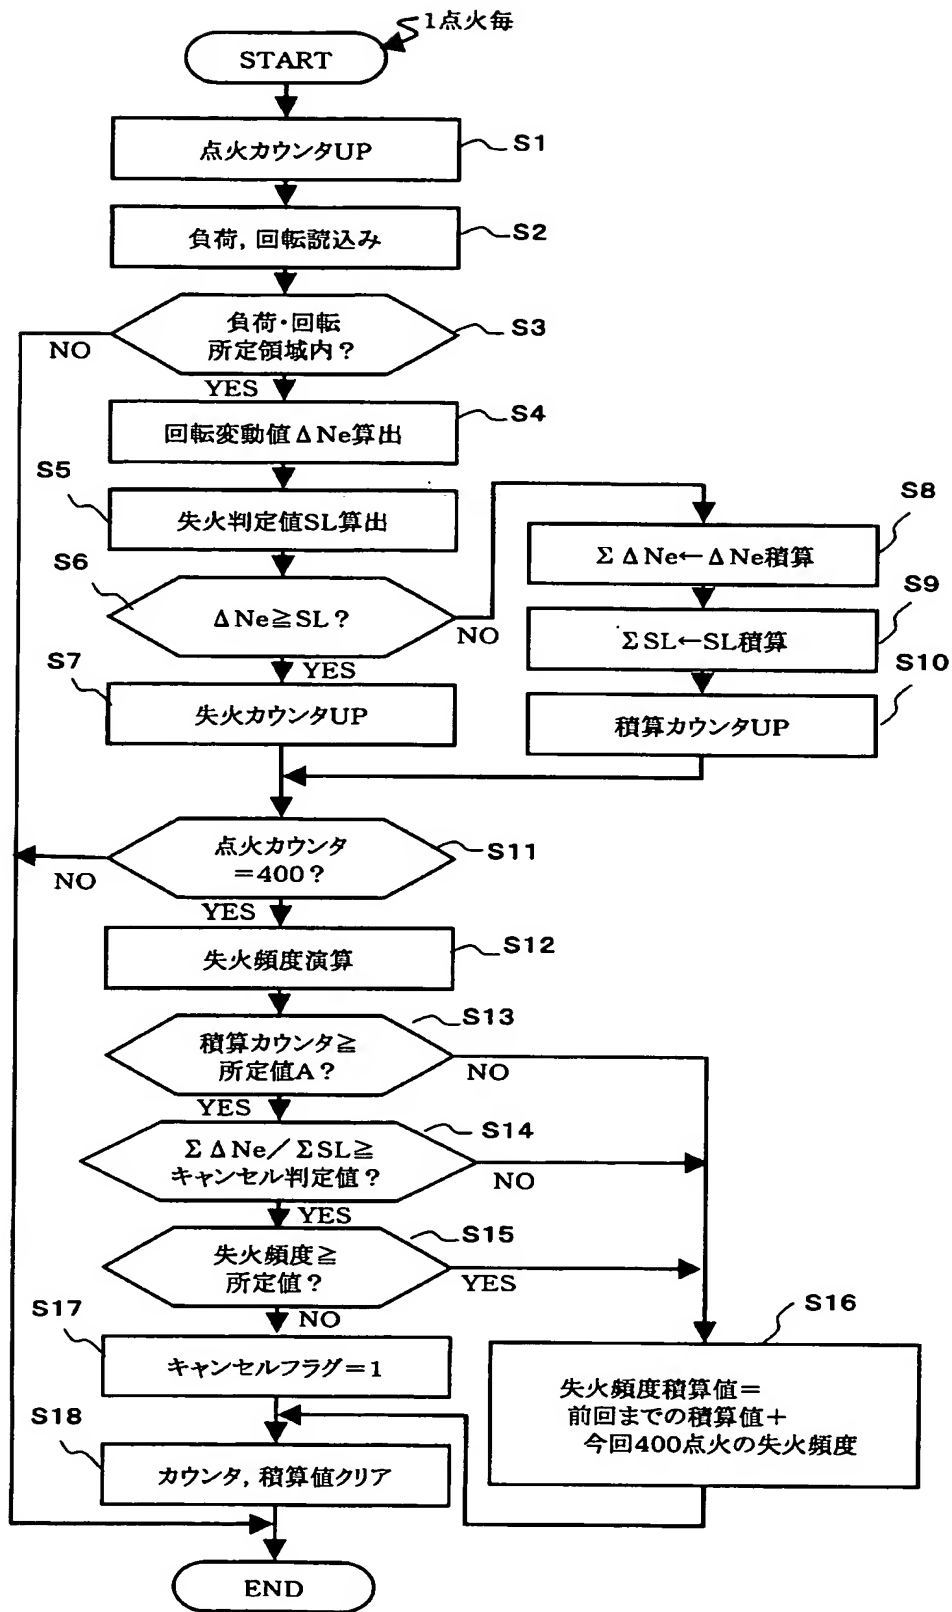 1点火毎
START
点火カウンタUP
S1
負荷,回転読込み
S2
負荷・回転
所定領域内?
S3
NO
YES
回転変動値ΔNe算出
S4
失火判定値SL算出
S5
ΔNe≧SL?
S6
NO
YES
失火カウンタUP
S7
ΣΔNe←ΔNe積算
S8
ΣSL←SL積算
S9
積算カウンタUP
S10
点火カウンタ
=400?
S11
NO
YES
失火頻度演算
S12
積算カウンタ≧
所定値A?
S13
NO
YES
ΣΔNe/ΣSL≧
キャンセル判定値?
S14
NO
YES
失火頻度≧
所定値?
S15
YES
NO
S16
失火頻度積算値=
前回までの積算値+
今回400点火の失火頻度
S17
キャンセルフラグ=1
S18
カウンタ,積算値クリア
END